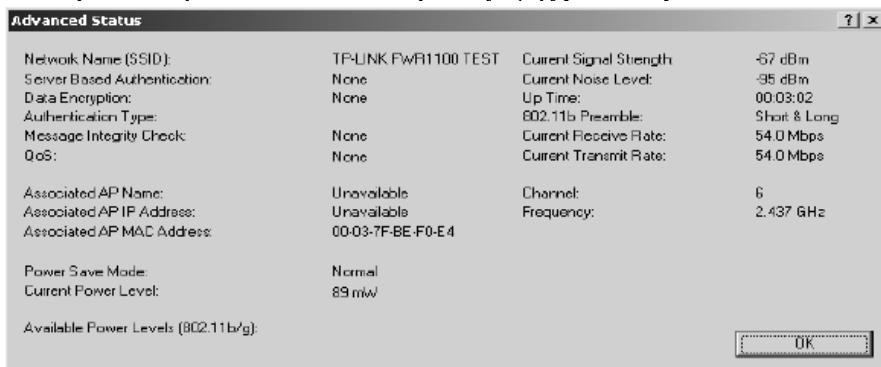 Advanced Status
Network Name (SSID): TP-LINK FWR1100 TEST Current Signal Strength: -67 dBm
Server Based Authentication: None Current Noise Level: -95 dBm
Data Encryption: None Up Time: 00:03:02
Authentication Type: 802.11b Preamble: Short & Long
Message Integrity Check: None Current Receive Rate: 54.0 Mbps
QoS: None Current Transmit Rate: 54.0 Mbps
Associated AP Name: Unavailable Channel: 6
Associated AP IP Address: Unavailable Frequency: 2.437 GHz
Associated AP MAC Address: 00-03-7F-BE-F0-E4
Power Save Mode: Normal
Current Power Level: 89 mW
Available Power Levels (802.11b/g):
OK